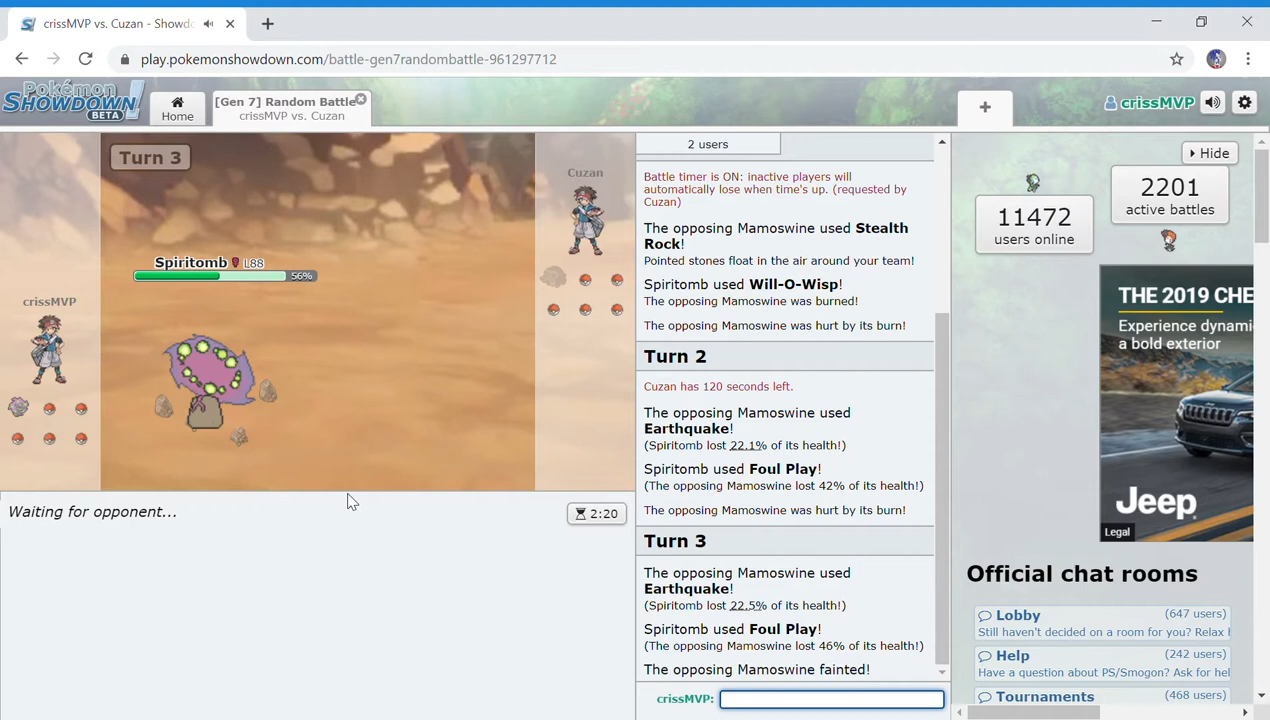 crissMVP vs. Cuzan - Showdo
play.pokemonshowdown.com/battle-gen7randombattle-961297712
Pokémon
SHOWDOWN!
BETA
Home
[Gen 7] Random Battle
crissMVP vs. Cuzan
+
crissMVP
Turn 3
Spiritomb L88
56%
crissMVP
Cuzan
Waiting for opponent...
2:20
2 users
Battle timer is ON: inactive players will
automatically lose when time's up. (requested by
Cuzan)
The opposing Mamoswine used Stealth
Rock!
Pointed stones float in the air around your team!
Spiritomb used Will-O-Wisp!
The opposing Mamoswine was burned!
The opposing Mamoswine was hurt by its burn!
Turn 2
Cuzan has 120 seconds left.
The opposing Mamoswine used
Earthquake!
(Spiritomb lost 22.1% of its health!)
Spiritomb used Foul Play!
(The opposing Mamoswine lost 42% of its health!)
The opposing Mamoswine was hurt by its burn!
Turn 3
The opposing Mamoswine used
Earthquake!
(Spiritomb lost 22.5% of its health!)
Spiritomb used Foul Play!
(The opposing Mamoswine lost 46% of its health!)
The opposing Mamoswine fainted!
crissMVP:
Hide
11472
users online
2201
active battles
THE 2019 CHE
Experience dynami
a bold exterior
Jeep
Legal
Official chat rooms
Lobby (647 users)
Still haven't decided on a room for you? Relax
Help (242 users)
Have a question about PS/Smogon? Ask for hel
Tournaments (468 users)